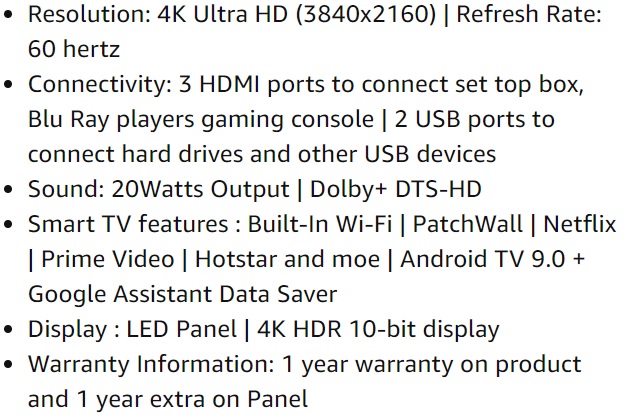 • Resolution: 4K Ultra HD (3840x2160) | Refresh Rate:
60 hertz
• Connectivity: 3 HDMI ports to connect set top box,
Blu Ray players gaming console | 2 USB ports to
connect hard drives and other USB devices
• Sound: 20Watts Output | Dolby+ DTS-HD
• Smart TV features : Built-In Wi-Fi | PatchWall | Netflix
| Prime Video | Hotstar and moe | Android TV 9.0 +
Google Assistant Data Saver
• Display : LED Panel | 4K HDR 10-bit display
• Warranty Information: 1 year warranty on product
and 1 year extra on Panel